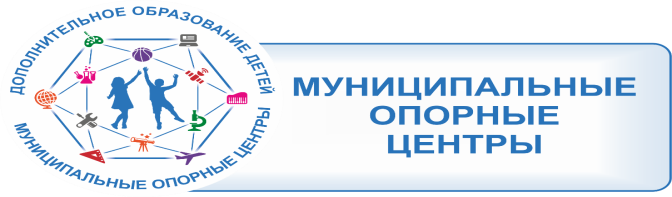 ДОПОЛНИТЕЛЬНОЕ ОБРАЗОВАНИЕ ДЕТЕЙ
МУНИЦИПАЛЬНЫЕ ОПОРНЫЕ ЦЕНТРЫ
МУНИЦИПАЛЬНЫЕ
ОПОРНЫЕ
ЦЕНТРЫ